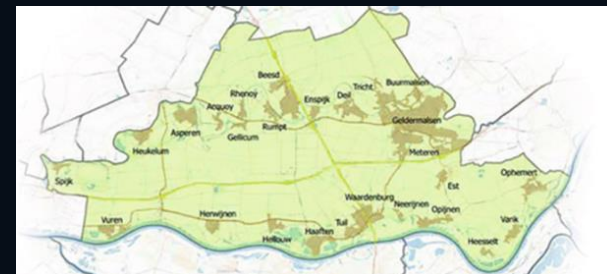 Beesd
Rhenoy
Acquoy
Enspijk
Deil
Tricht
Buurmalsen
Asperen
Gellicum
Rumpt
Geldermalsen
Heukelum
Meteren
Spijk
Est
Ophemert
Waardenburg
Neerijnen
Opijnen
Varik
Vuren
Herwijnen
Hellouw
Haaften
Tuil
Heesselt